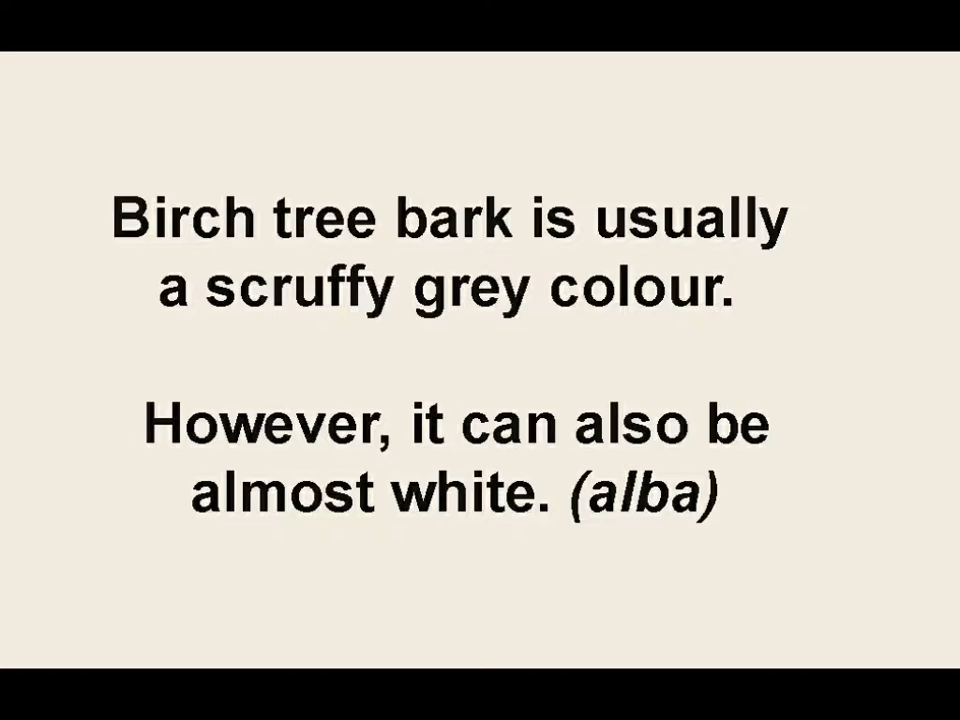 Birch tree bark is usually
a scruffy grey colour.
However, it can also be
almost white. (alba)